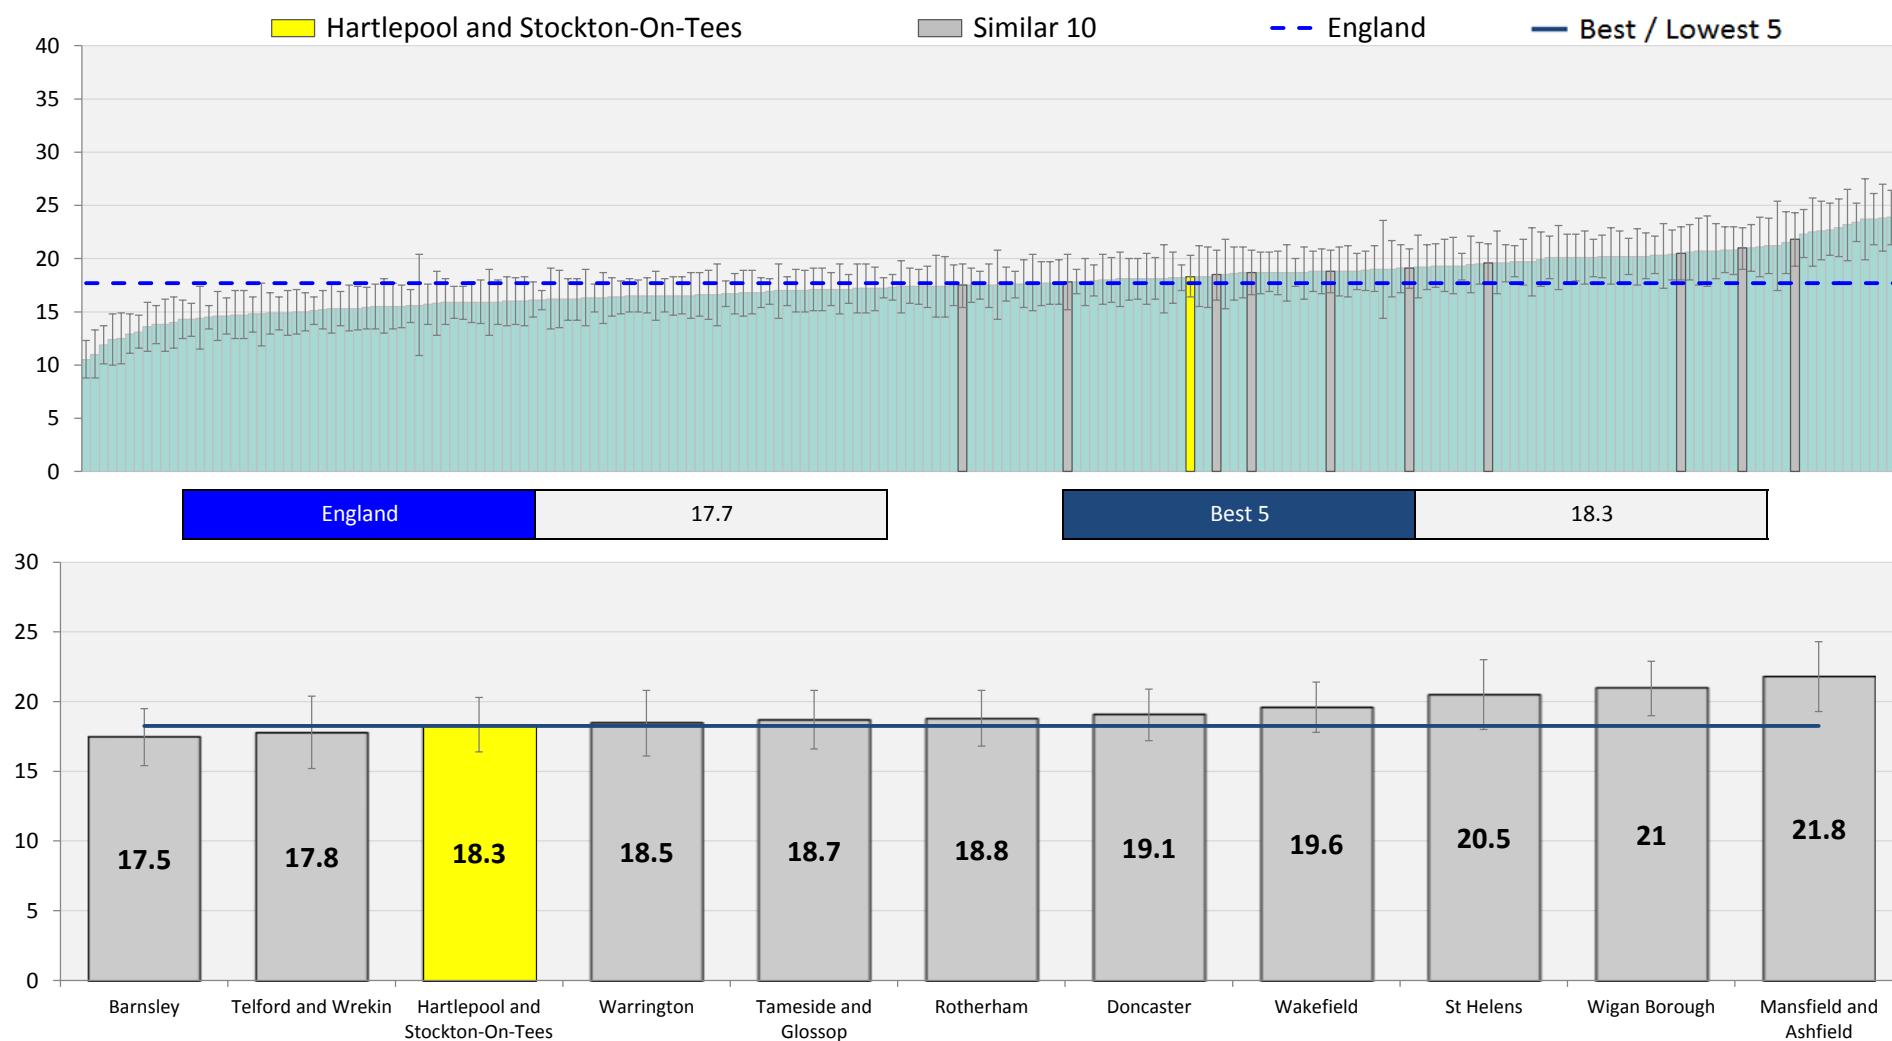 Hartlepool and Stockton-On-Tees
Similar 10
England
Best / Lowest 5
40
35
30
25
20
15
10
5
0
England
17.7
Best 5
18.3
30
25
20
15
10
5
0
17.5
17.8
18.3
18.5
18.7
18.8
19.1
19.6
20.5
21
21.8
Barnsley
Telford and Wrekin
Hartlepool and
Stockton-On-Tees
Warrington
Tameside and
Glossop
Rotherham
Doncaster
Wakefield
St Helens
Wigan Borough
Mansfield and
Ashfield